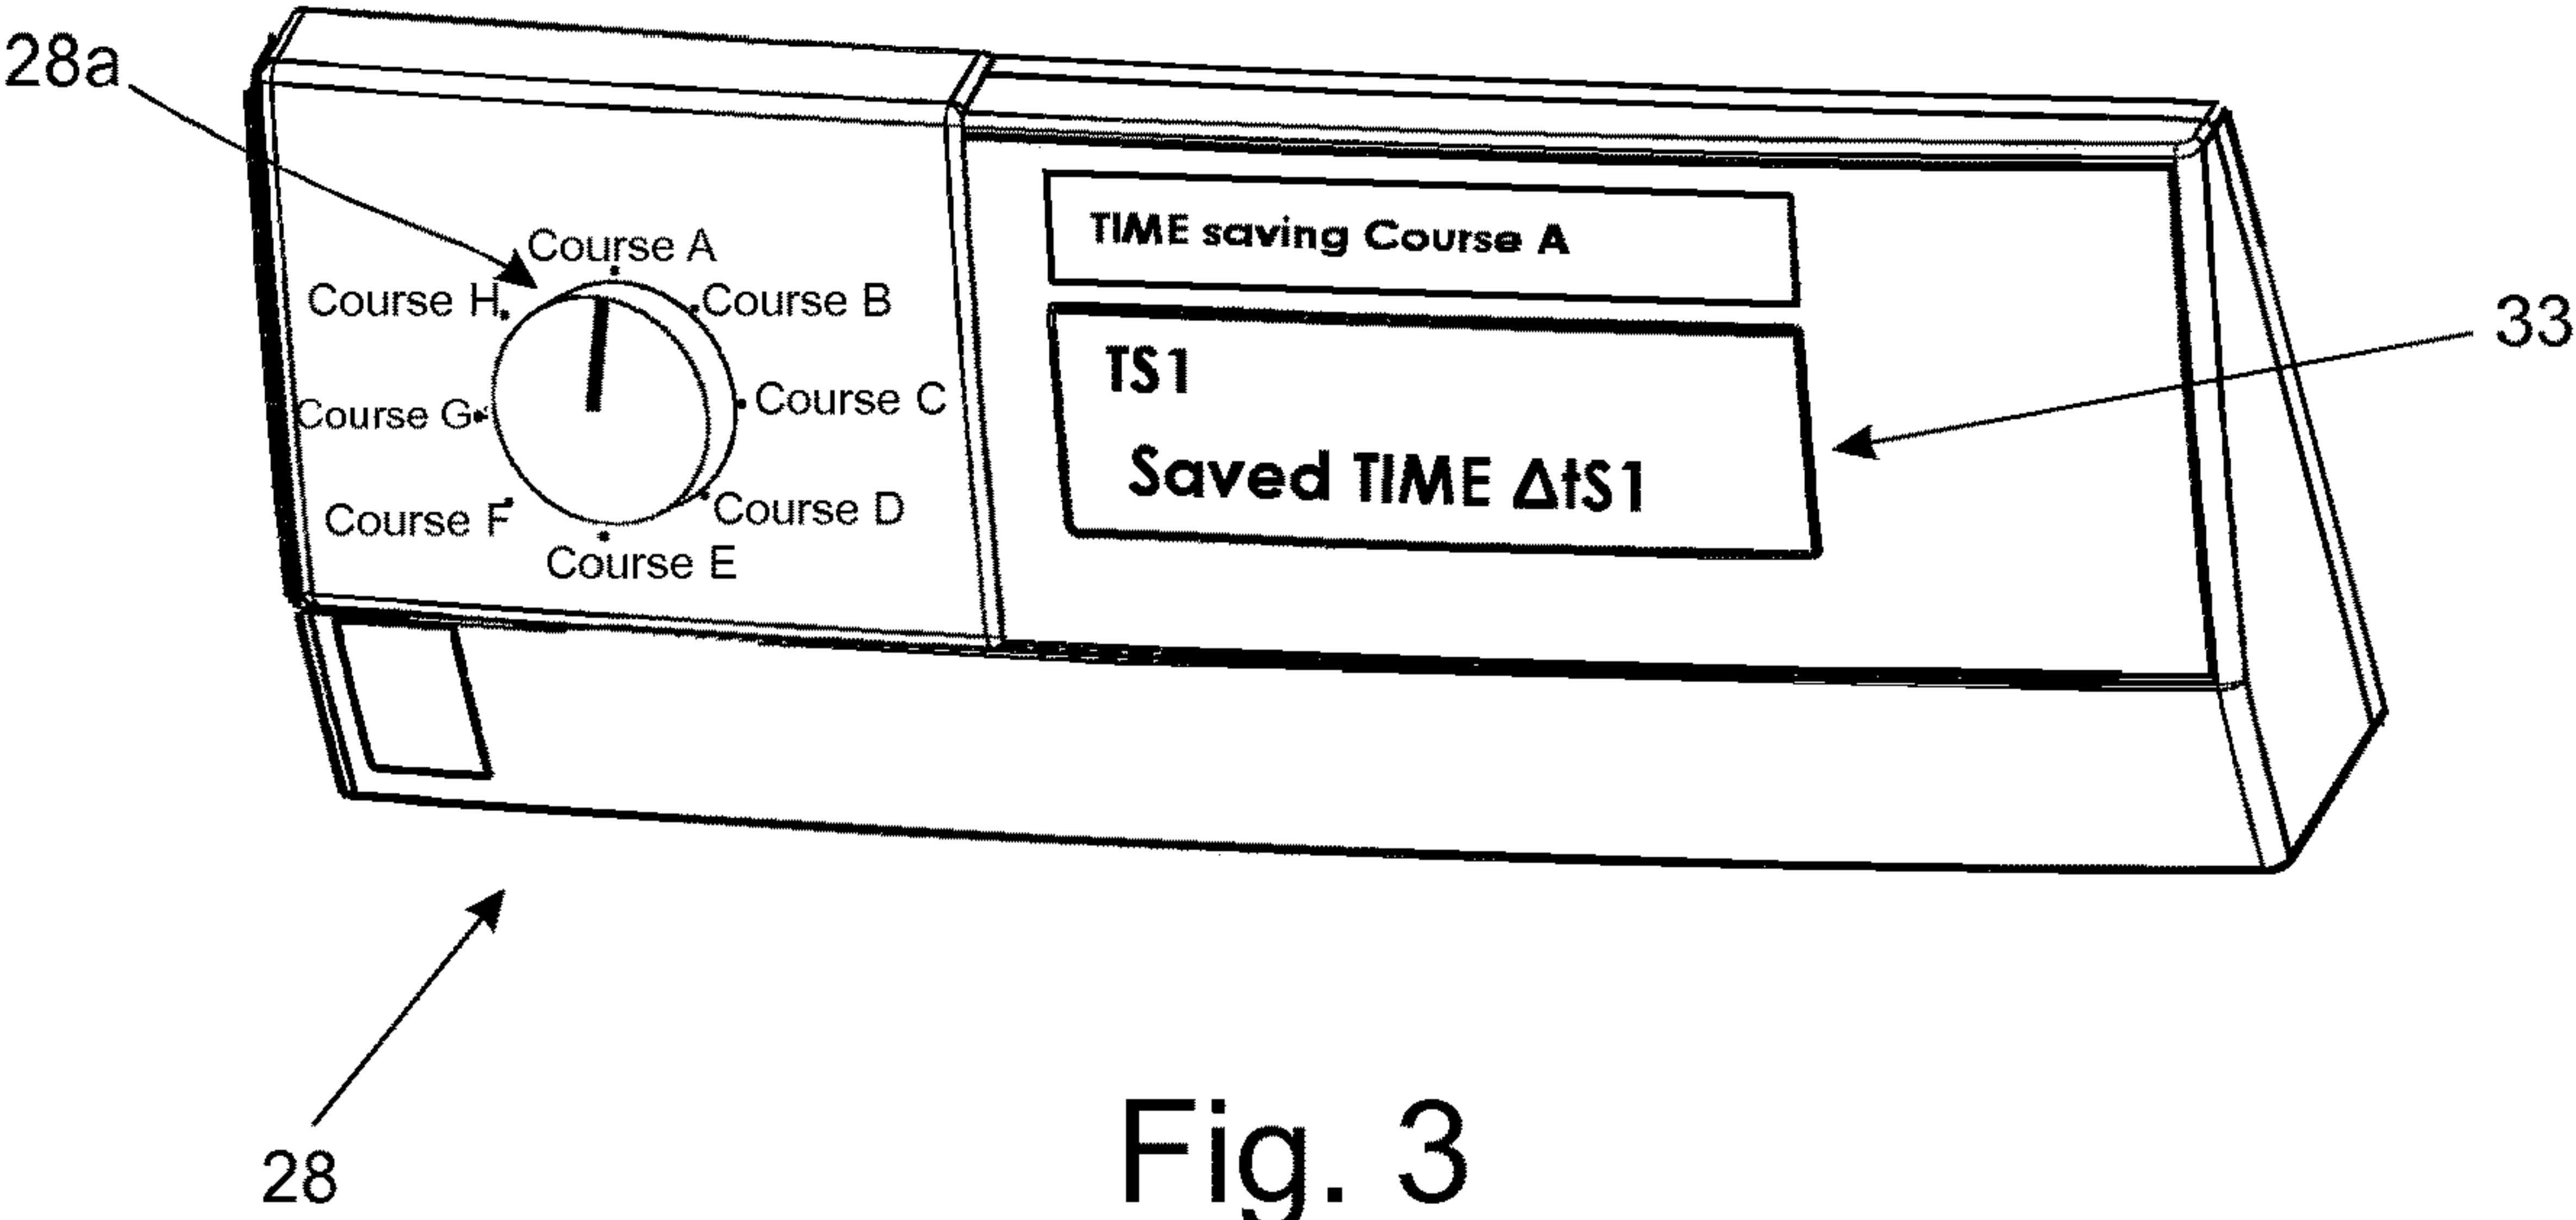 28a
Course A
Course H
Course B
Course G
Course C
Course F
Course D
Course E
TIME saving Course A
TS1
Saved TIME ΔtS1
33
28
Fig. 3